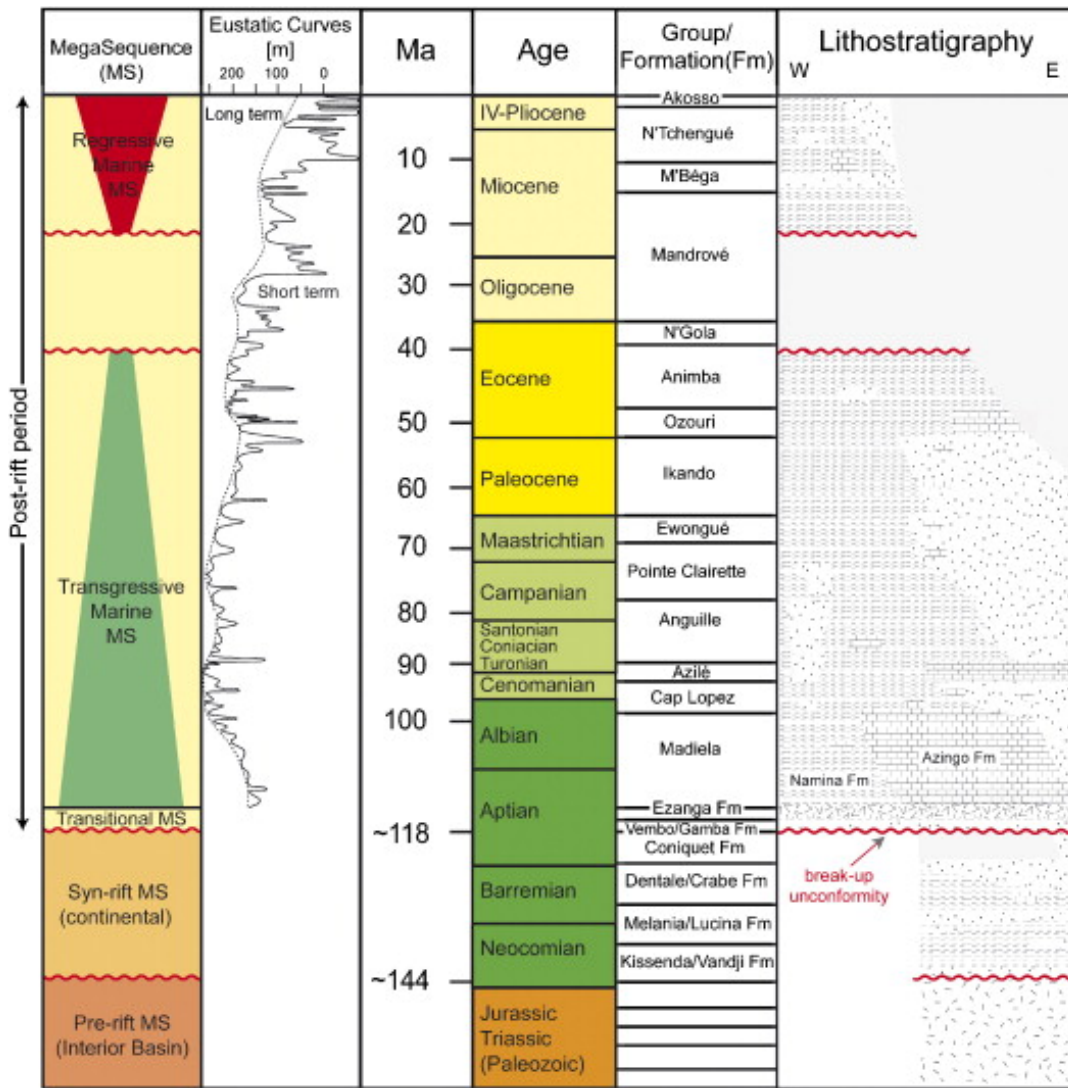 MegaSequence
(MS)
Eustatic Curves
[m]
200 100 0
Ma
Age
Group/
Formation(Fm)
Lithostratigraphy
W E
Post-rift period
Regressive
Marine
MS
Transgressive
Marine
MS
Transitional MS
Syn-rift MS
(continental)
Pre-rift MS
(Interior Basin)
Long term
Short term
10
20
30
40
50
60
70
80
90
100
~118
~144
IV-Pliocene
Miocene
Oligocene
Eocene
Paleocene
Maastrichtian
Campanian
Santonian
Coniacian
Turonian
Cenomanian
Albian
Aptian
Barremian
Neocomian
Jurassic
Triassic
(Paleozoic)
Akosso
N'Tchengué
M'Béga
Mandrové
N'Gola
Animba
Ozouri
Ikando
Ewongué
Pointe Clairette
Anguille
Azilé
Cap Lopez
Madiela
Ezanga Fm
Vembo/Gamba Fm
Coniquet Fm
Dentale/Crabe Fm
Melania/Lucina Fm
Kissenda/Vandji Fm
Azingo Fm
Namina Fm
break-up
unconformity